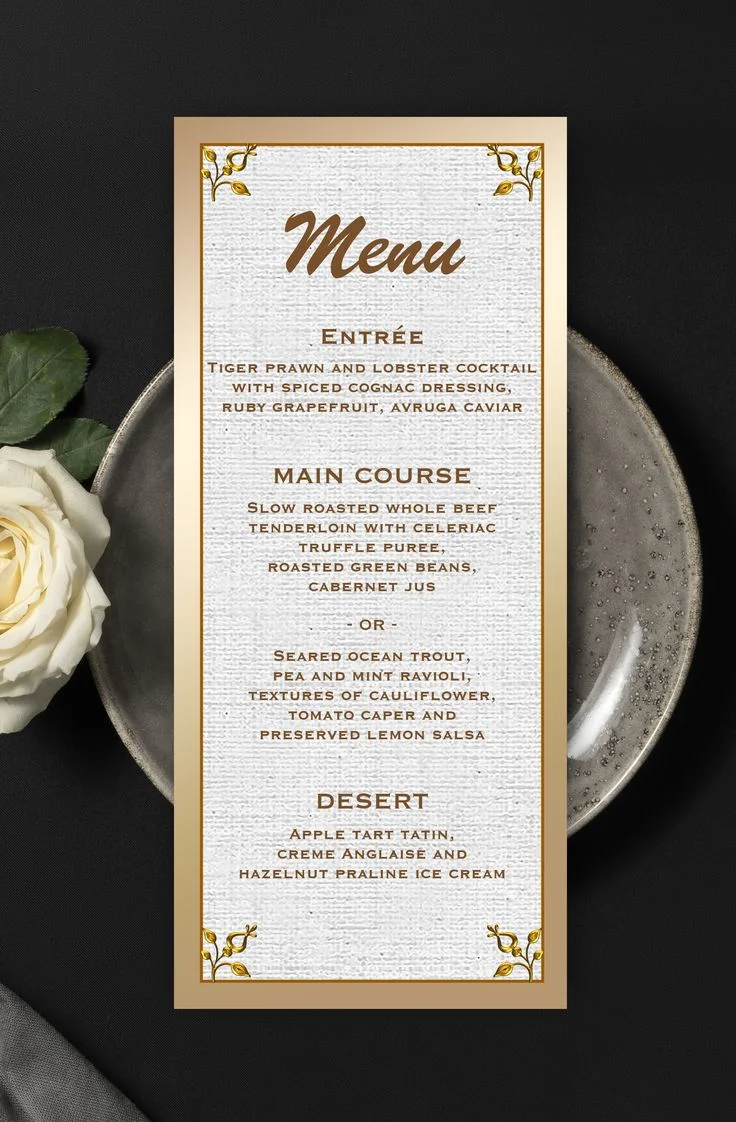 Menu
Entrée
Tiger prawn and lobster cocktail
with spiced cognac dressing,
ruby grapefruit, avruga caviar
MAIN COURSE
Slow roasted whole beef
tenderloin with celeriac
truffle puree,
roasted green beans,
cabernet jus
- OR -
Seared ocean trout,
pea and mint ravioli,
textures of cauliflower,
tomato caper and
preserved lemon salsa
DESERT
Apple tart tatin,
creme Anglaise and
hazelnut praline ice cream